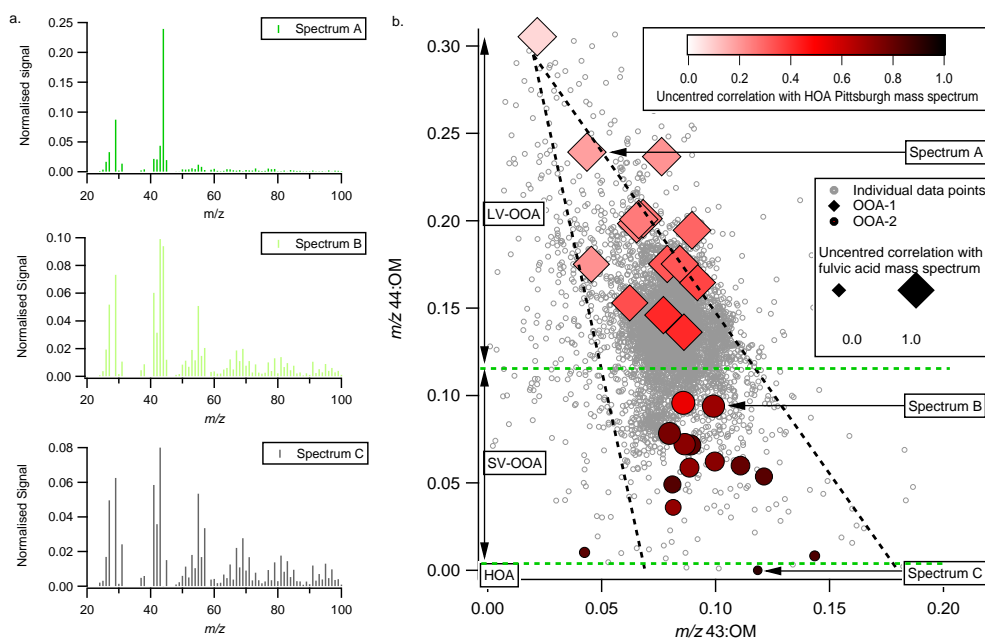 a.
Normalised signal
0.25
0.20
0.15
0.10
0.05
0.00
20
40
60
80
100
m/z
Spectrum A
Normalised Signal
0.10
0.08
0.06
0.04
0.02
0.00
20
40
60
80
100
m/z
Spectrum B
Normalised Signal
0.08
0.06
0.04
0.02
0.00
20
40
60
80
100
m/z
Spectrum C
b.
m/z 44:OM
0.30
0.25
0.20
0.15
0.10
0.05
0.00
0.00
0.05
0.10
0.15
0.20
m/z 43:OM
LV-OOA
SV-OOA
HOA
0.0 0.2 0.4 0.6 0.8 1.0
Uncentred correlation with HOA Pittsburgh mass spectrum
Spectrum A
Individual data points
OOA-1
OOA-2
Uncentred correlation with
fulvic acid mass spectrum
0.0 1.0
Spectrum B
Spectrum C